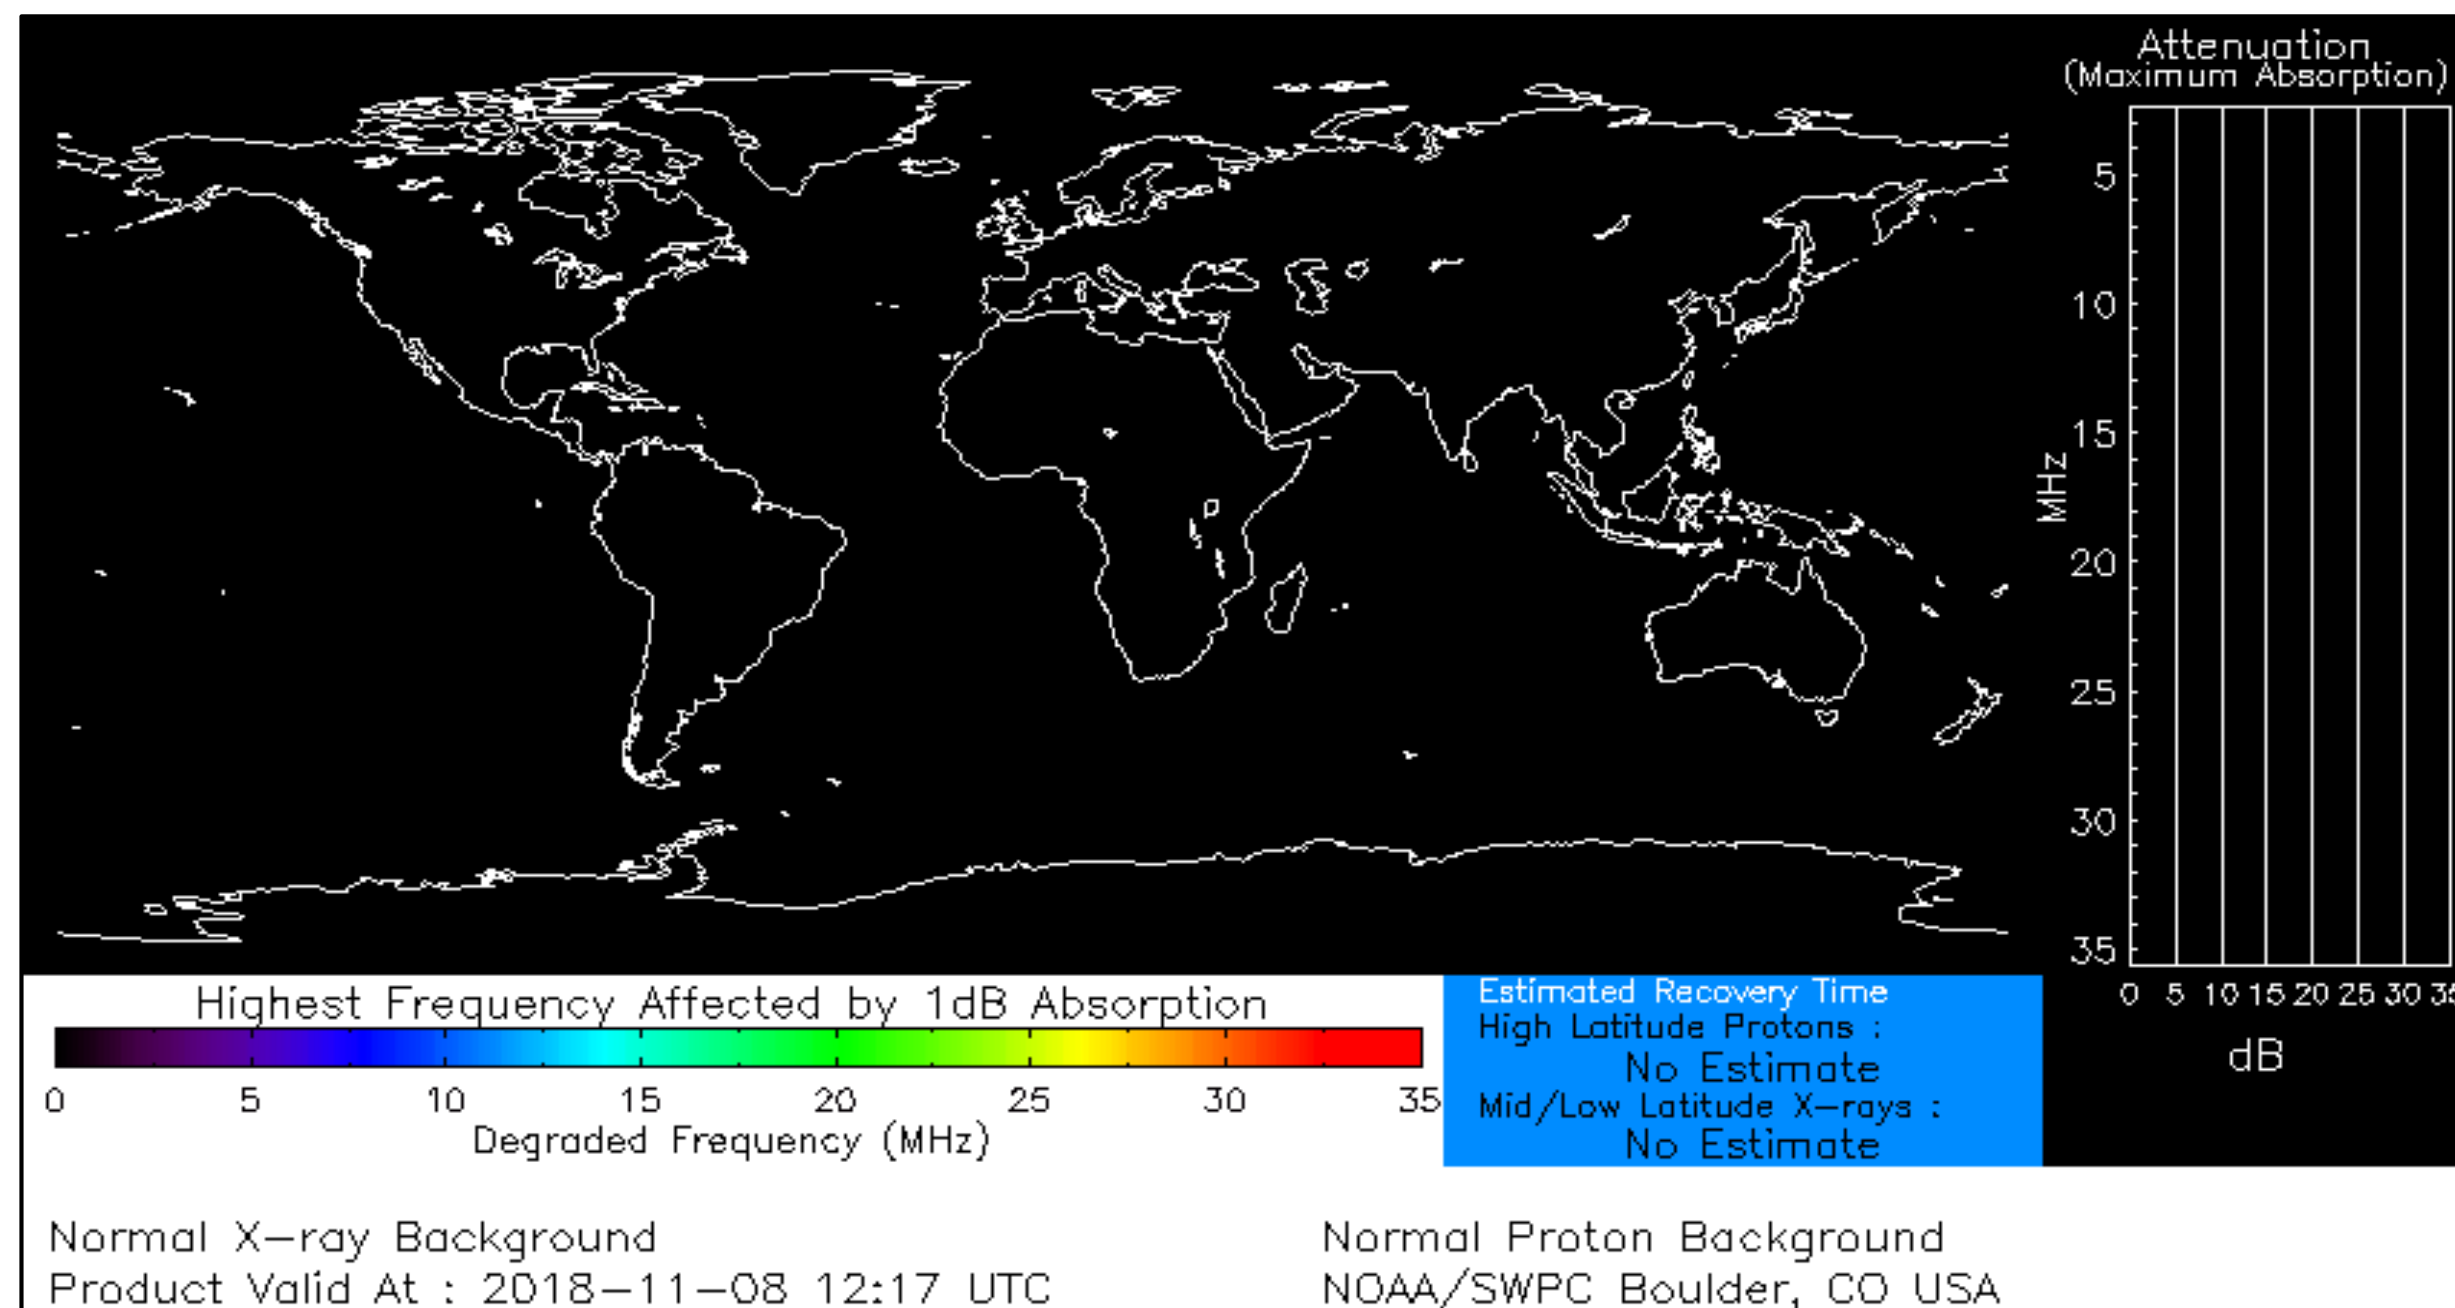 Attenuation
(Maximum Absorption)
5
10
15
20
25
30
35
MHz
0 5 10 15 20 25 30 35
dB
Highest Frequency Affected by 1dB Absorption
0 5 10 15 20 25 30 35
Degraded Frequency (MHz)
Estimated Recovery Time
High Latitude Protons :
No Estimate
Mid/Low Latitude X-rays :
No Estimate
Normal X-ray Background
Normal Proton Background
Product Valid At : 2018-11-08 12:17 UTC
NOAA/SWPC Boulder, CO USA